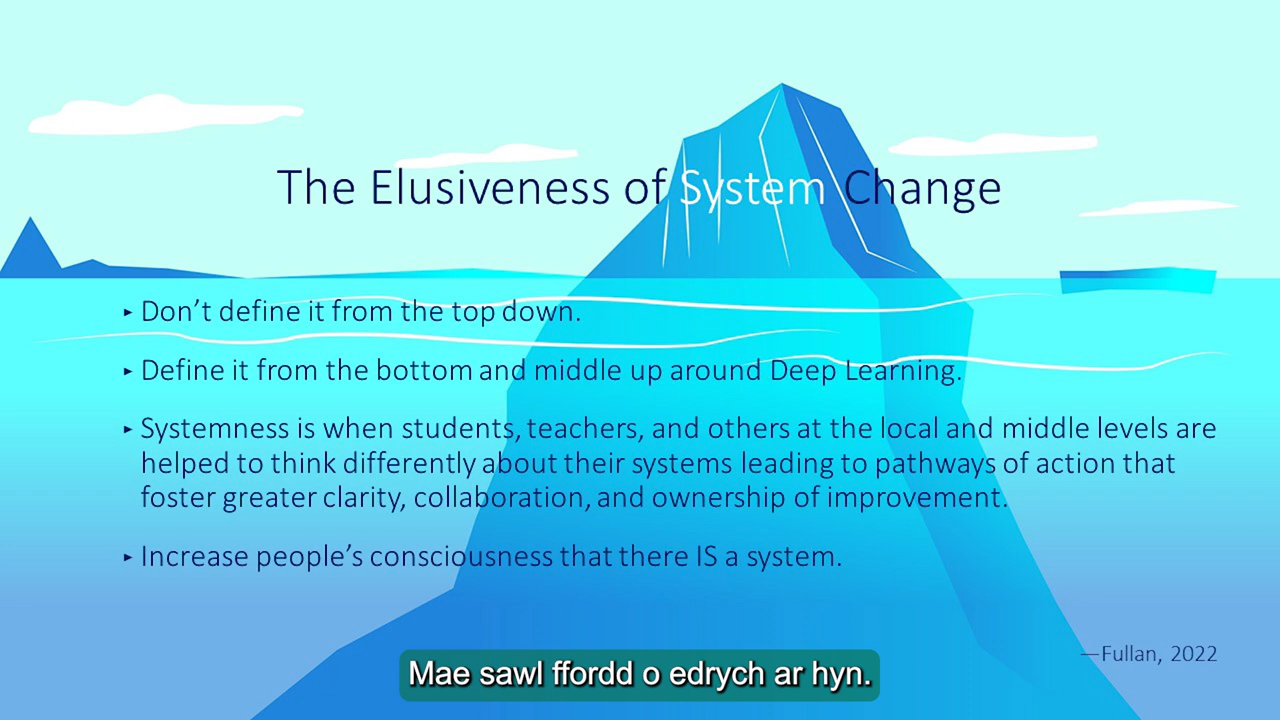 The Elusiveness of System Change
▸ Don’t define it from the top down.
▸ Define it from the bottom and middle up around Deep Learning.
▸ Systemness is when students, teachers, and others at the local and middle levels are
helped to think differently about their systems leading to pathways of action that
foster greater clarity, collaboration, and ownership of improvement.
▸ Increase people’s consciousness that there IS a system.
—Fullan, 2022
Mae sawl ffordd o edrych ar hyn.